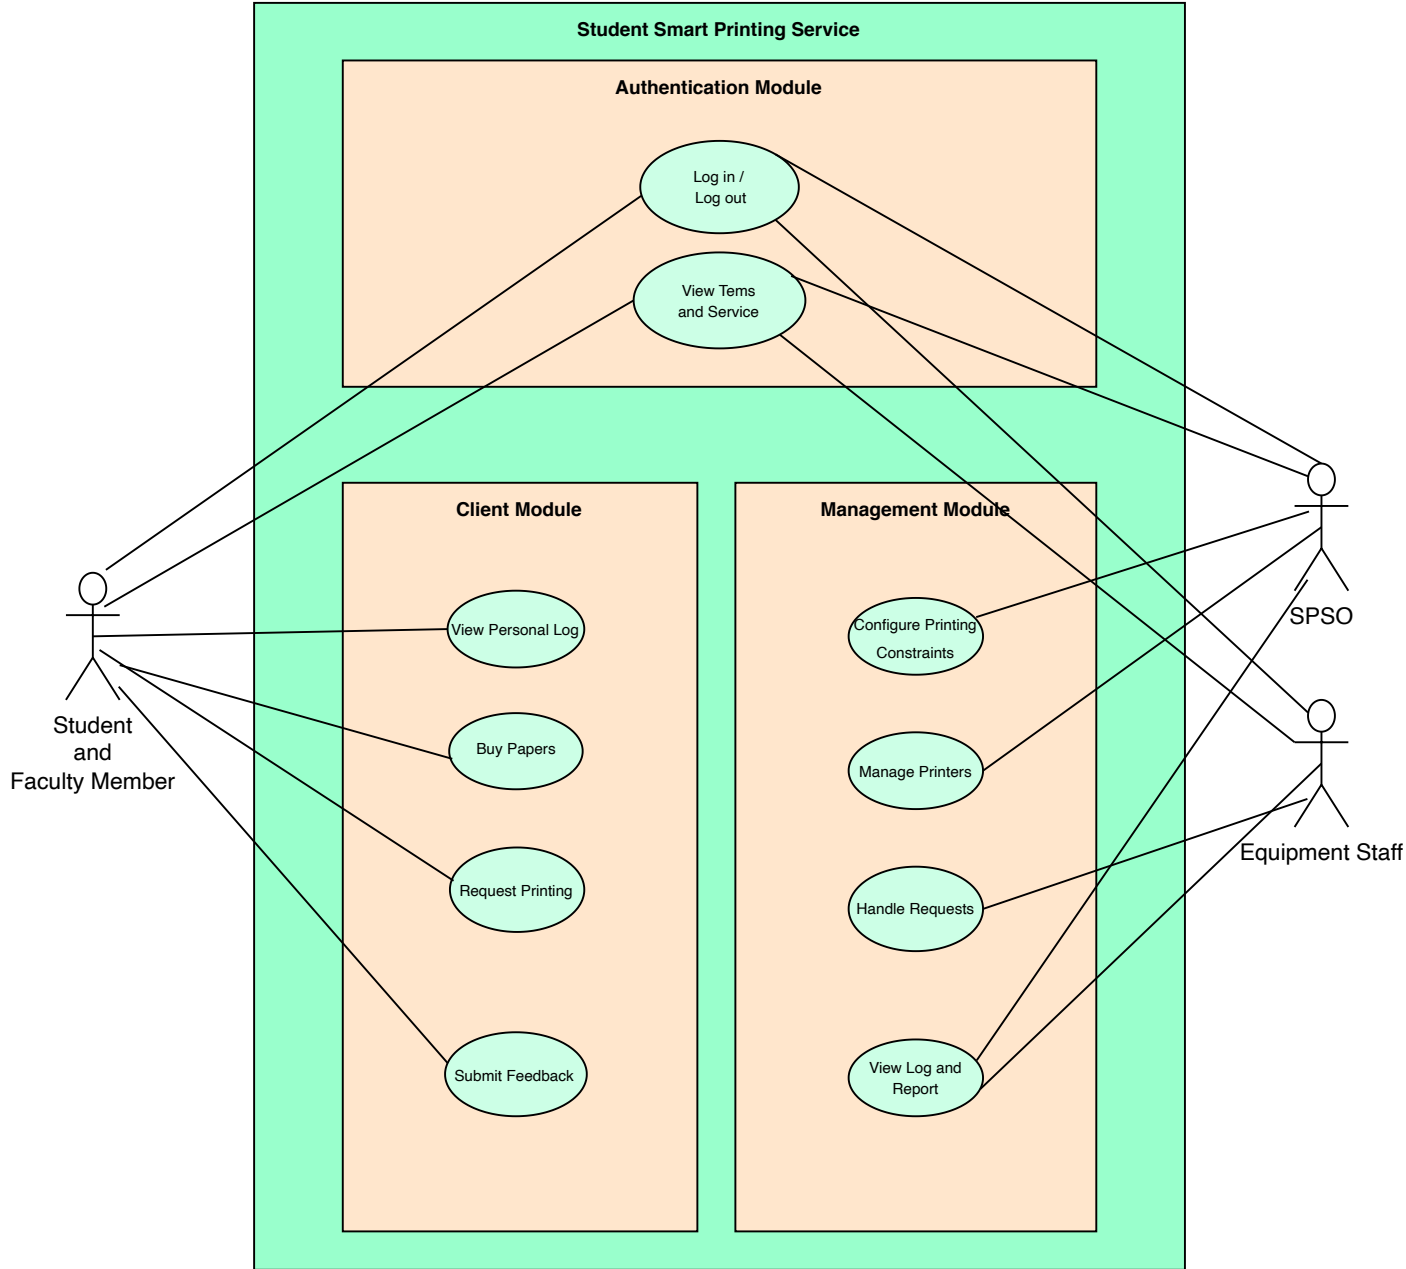 Student Smart Printing Service
Authentication Module
Log in /
Log out
View Tems
and Service
Client Module
View Personal Log
Buy Papers
Request Printing
Submit Feedback
Management Module
Configure Printing
Constraints
Manage Printers
Handle Requests
View Log and
Report
Student
and
Faculty Member
SPSO
Equipment Staff